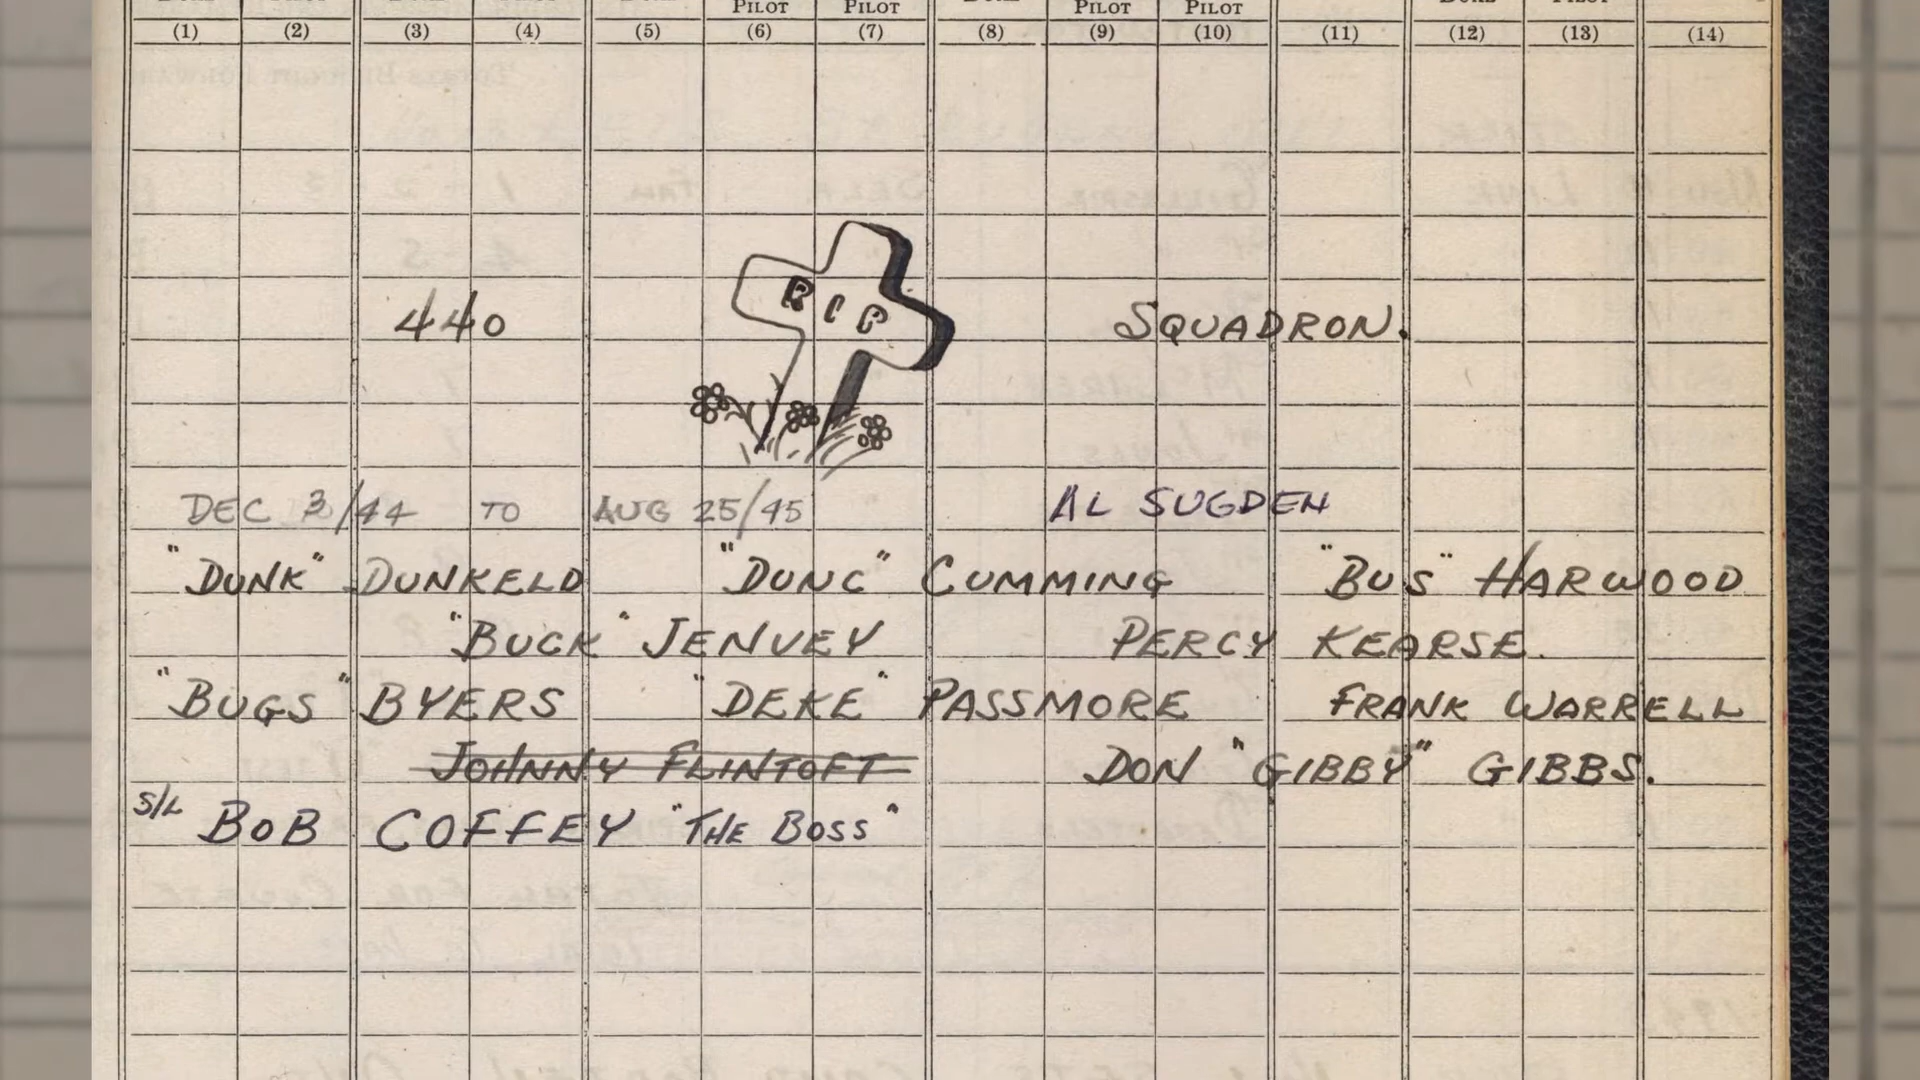 PILOT PILOT PILOT PILOT
(1) (2) (3) (4) (5) (6) (7) (8) (9) (10) (11) (12) (13) (14)
RIP
440 SQUADRON.
DEC 3/44 TO AUG 25/45 AL SUGDEN
"DUNK" DUNKELD "DUNC" CUMMING "BUS" HARWOOD
"BUCK" JENVEY PERCY KEARSE.
"BUGS" BYERS "DEKE" PASSMORE FRANK WARRELL
JOHNNY FLINTOFT DON "GIBBY" GIBBS.
S/L BOB COFFEY "THE BOSS"